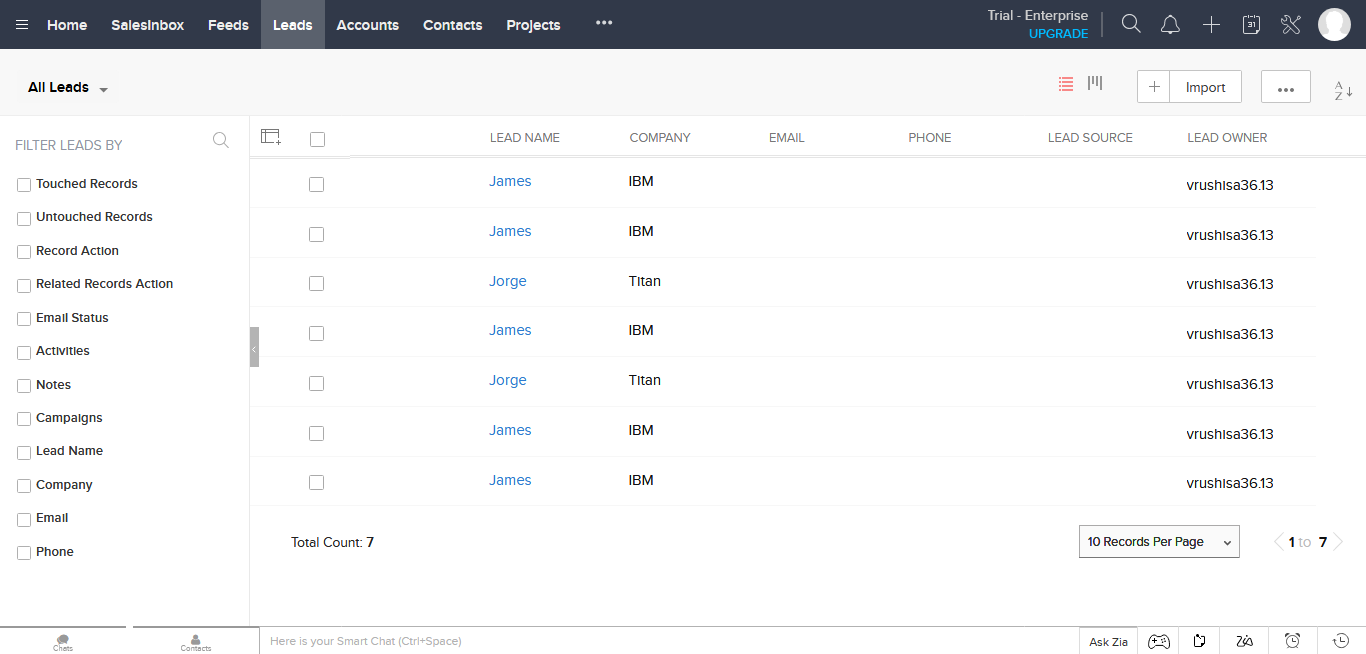 Home SalesInbox Feeds Leads Accounts Contacts Projects ••• Trial - Enterprise
UPGRADE
31
All Leads
Import
•••
A
Z
FILTER LEADS BY
LEAD NAME COMPANY EMAIL PHONE LEAD SOURCE LEAD OWNER
Touched Records
Untouched Records
Record Action
Related Records Action
Email Status
Activities
Notes
Campaigns
Lead Name
Company
Email
Phone
James IBM vrushisa36.13
James IBM vrushisa36.13
Jorge Titan vrushisa36.13
James IBM vrushisa36.13
Jorge Titan vrushisa36.13
James IBM vrushisa36.13
James IBM vrushisa36.13
Total Count: 7 10 Records Per Page 1 to 7
Chats Contacts Here is your Smart Chat (Ctrl+Space) Ask Zia